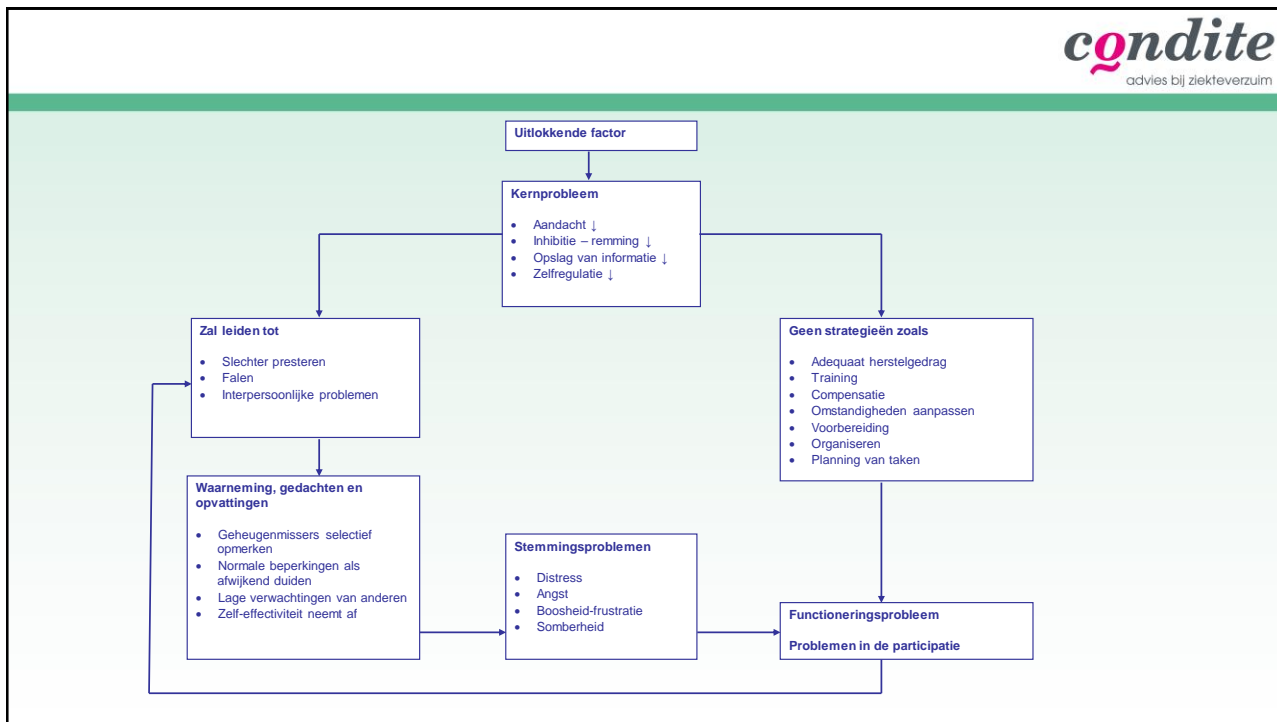 condite
advies bij ziekteverzuim
Uitlokkende factor
Kernprobleem
• Aandacht ↓
• Inhibitie – remming ↓
• Opslag van informatie ↓
• Zelfregulatie ↓
Zal leiden tot
• Slechter presteren
• Falen
• Interpersoonlijke problemen
Geen strategieën zoals
• Adequaat herstelgedrag
• Training
• Compensatie
• Omstandigheden aanpassen
• Voorbereiding
• Organiseren
• Planning van taken
Waarneming, gedachten en
opvattingen
• Geheugenmissers selectief
opmerken
• Normale beperkingen als
afwijkend duiden
• Lage verwachtingen van anderen
• Zelf-effectiviteit neemt af
Stemmingsproblemen
• Distress
• Angst
• Boosheid-frustratie
• Somberheid
Functioneringsprobleem
Problemen in de participatie